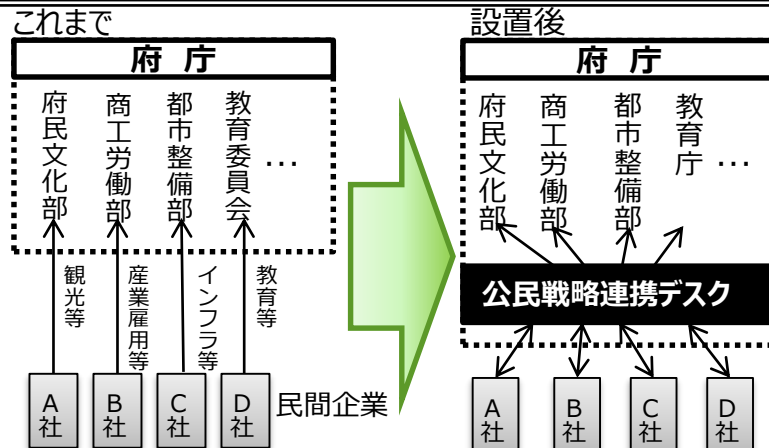 これまで
府 庁
府民文化部
商工労働部
都市整備部
教育委員会
…
観光等
産業雇用等
インフラ等
教育等
A社
B社
C社
D社
民間企業
設置後
府 庁
府民文化部
商工労働部
都市整備部
教育庁
…
公民戦略連携デスク
A社
B社
C社
D社